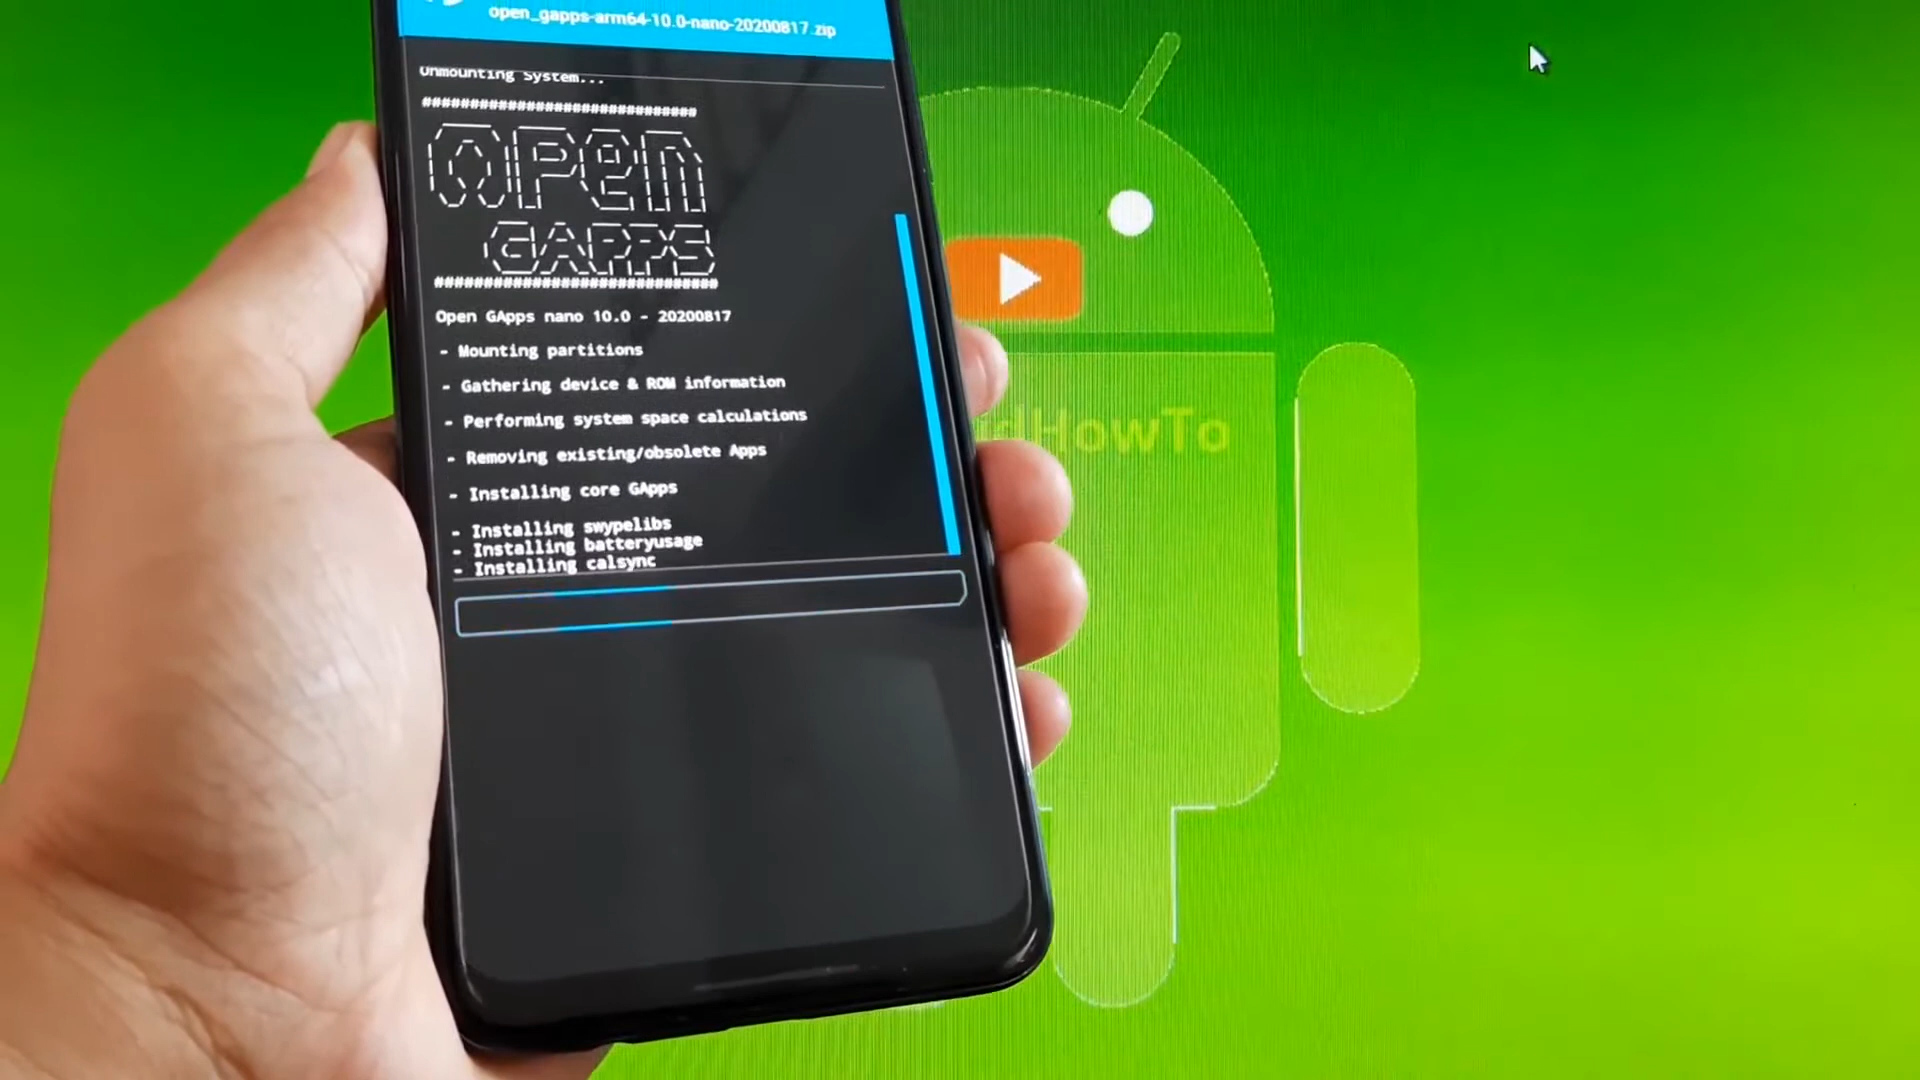 open_gapps-arm64-10.0-nano-20200817.zip
Unmounting System...
##############################
OPEN
GAPPS
##############################
Open GApps nano 10.0 - 20200817
- Mounting partitions
- Gathering device & ROM information
- Performing system space calculations
- Removing existing/obsolete Apps
- Installing core GApps
- Installing swypelibs
- Installing batteryusage
- Installing calsync
HowTo